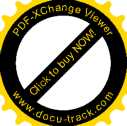 PDF-XChange Viewer
Click to buy NOW!
www.docu-track.com